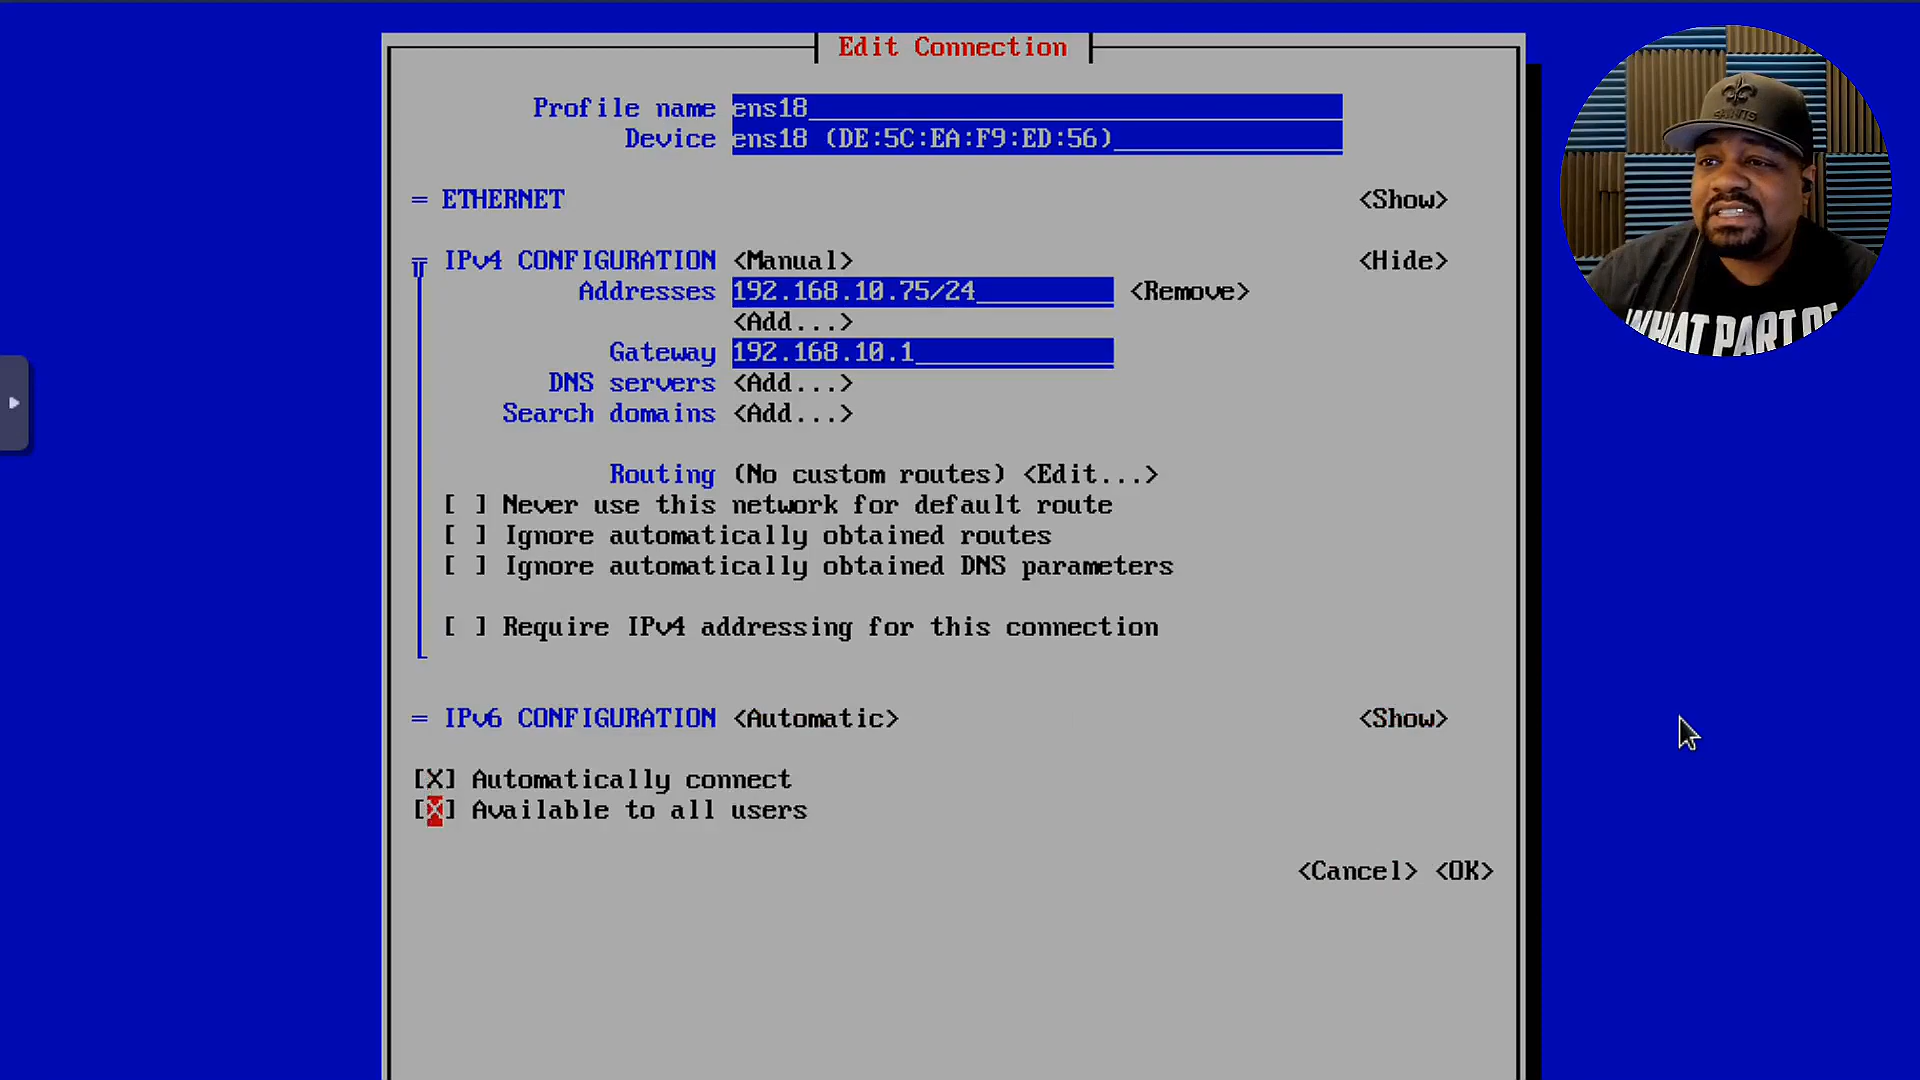 Edit Connection
Profile name ens18
Device ens18 (DE:5C:EA:F9:ED:56)
= ETHERNET <Show>
IPv4 CONFIGURATION <Manual> <Hide>
Addresses 192.168.10.75/24 <Remove>
<Add...>
Gateway 192.168.10.1
DNS servers <Add...>
Search domains <Add...>
Routing (No custom routes) <Edit...>
[ ] Never use this network for default route
[ ] Ignore automatically obtained routes
[ ] Ignore automatically obtained DNS parameters
[ ] Require IPv4 addressing for this connection
= IPv6 CONFIGURATION <Automatic> <Show>
[X] Automatically connect
[X] Available to all users
<Cancel> <OK>
SAINTS
WHAT PART OF